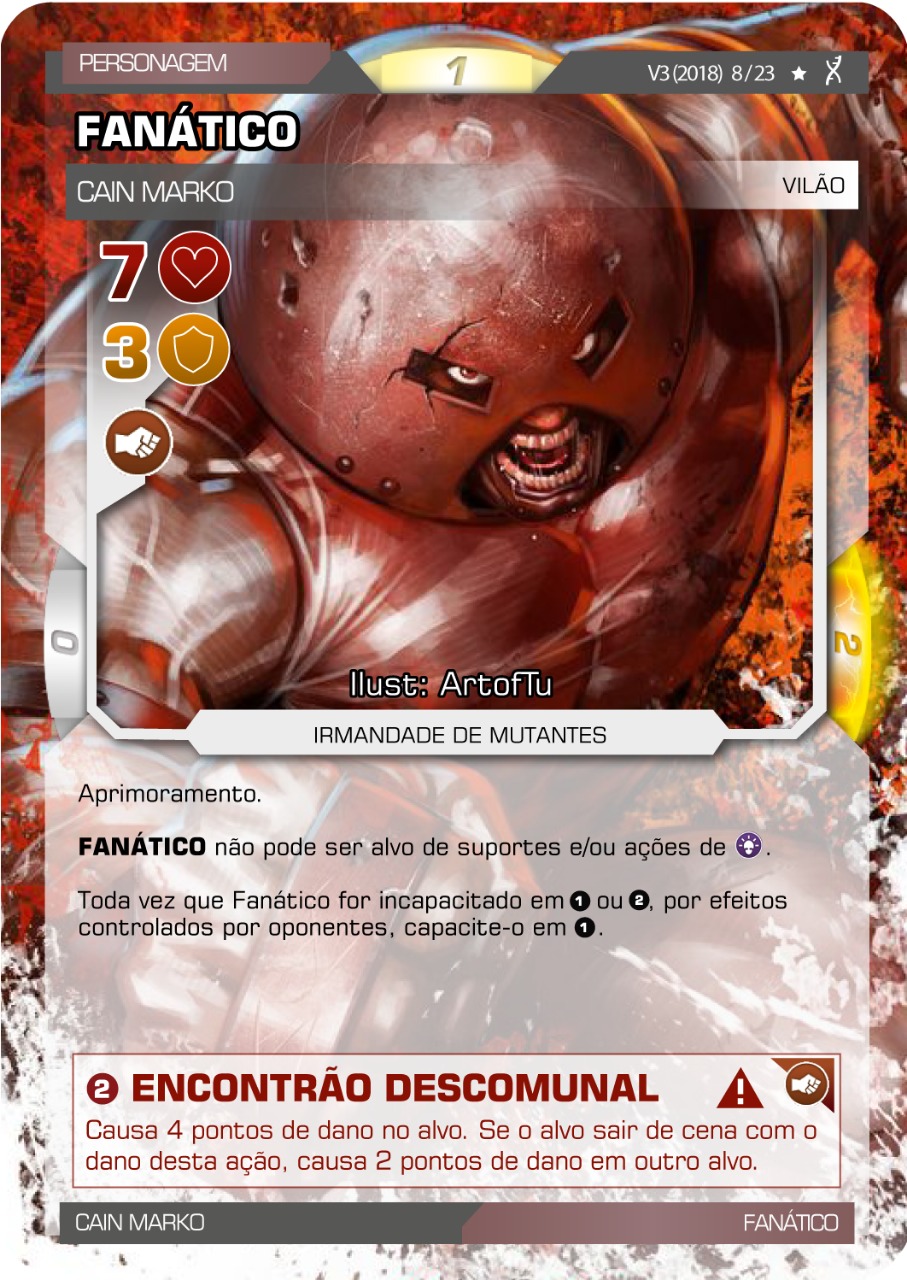 PERSONAGEM
1
V3(2018) 8/23
FANÁTICO
CAIN MARKO
VILÃO
7
3
0
2
Ilust: ArtofTu
IRMANDADE DE MUTANTES
Aprimoramento.
FANÁTICO não pode ser alvo de suportes e/ou ações de .
Toda vez que Fanático for incapacitado em 1 ou 2, por efeitos
controlados por oponentes, capacite-o em 1.
2 ENCONTRÃO DESCOMUNAL
Causa 4 pontos de dano no alvo. Se o alvo sair de cena com o
dano desta ação, causa 2 pontos de dano em outro alvo.
CAIN MARKO
FANÁTICO